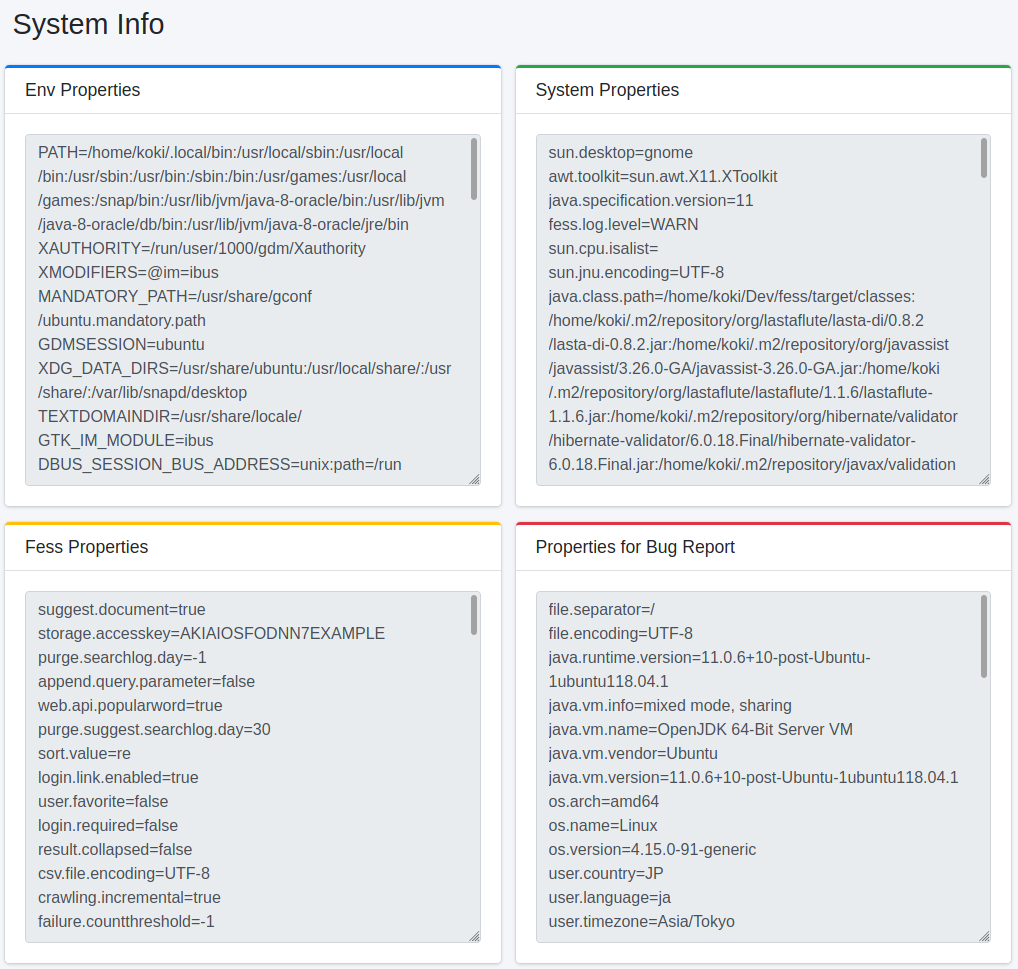 System Info
Env Properties
PATH=/home/koki/.local/bin:/usr/local/sbin:/usr/local
/bin:/usr/sbin:/usr/bin:/sbin:/bin:/usr/games:/usr/local
/games:/snap/bin:/usr/lib/jvm/java-8-oracle/bin:/usr/lib/jvm
/java-8-oracle/db/bin:/usr/lib/jvm/java-8-oracle/jre/bin
XAUTHORITY=/run/user/1000/gdm/Xauthority
XMODIFIERS=@im=ibus
MANDATORY_PATH=/usr/share/gconf
/ubuntu.mandatory.path
GDMSESSION=ubuntu
XDG_DATA_DIRS=/usr/share/ubuntu:/usr/local/share/:/usr
/share/:/var/lib/snapd/desktop
TEXTDOMAINDIR=/usr/share/locale/
GTK_IM_MODULE=ibus
DBUS_SESSION_BUS_ADDRESS=unix:path=/run
System Properties
sun.desktop=gnome
awt.toolkit=sun.awt.X11.XToolkit
java.specification.version=11
fess.log.level=WARN
sun.cpu.isalist=
sun.jnu.encoding=UTF-8
java.class.path=/home/koki/Dev/fess/target/classes:
/home/koki/.m2/repository/org/lastaflute/lasta-di/0.8.2
/lasta-di-0.8.2.jar:/home/koki/.m2/repository/org/javassist
/javassist/3.26.0-GA/javassist-3.26.0-GA.jar:/home/koki
/.m2/repository/org/lastaflute/lastaflute/1.1.6/lastaflute-
1.1.6.jar:/home/koki/.m2/repository/org/hibernate/validator
/hibernate-validator/6.0.18.Final/hibernate-validator-
6.0.18.Final.jar:/home/koki/.m2/repository/javax/validation
Fess Properties
suggest.document=true
storage.accesskey=AKIAIOSFODNN7EXAMPLE
purge.searchlog.day=-1
append.query.parameter=false
web.api.popularword=true
purge.suggest.searchlog.day=30
sort.value=re
login.link.enabled=true
user.favorite=false
login.required=false
result.collapsed=false
csv.file.encoding=UTF-8
crawling.incremental=true
failure.countthreshold=-1
Properties for Bug Report
file.separator=/
file.encoding=UTF-8
java.runtime.version=11.0.6+10-post-Ubuntu-
1ubuntu118.04.1
java.vm.info=mixed mode, sharing
java.vm.name=OpenJDK 64-Bit Server VM
java.vm.vendor=Ubuntu
java.vm.version=11.0.6+10-post-Ubuntu-1ubuntu118.04.1
os.arch=amd64
os.name=Linux
os.version=4.15.0-91-generic
user.country=JP
user.language=ja
user.timezone=Asia/Tokyo